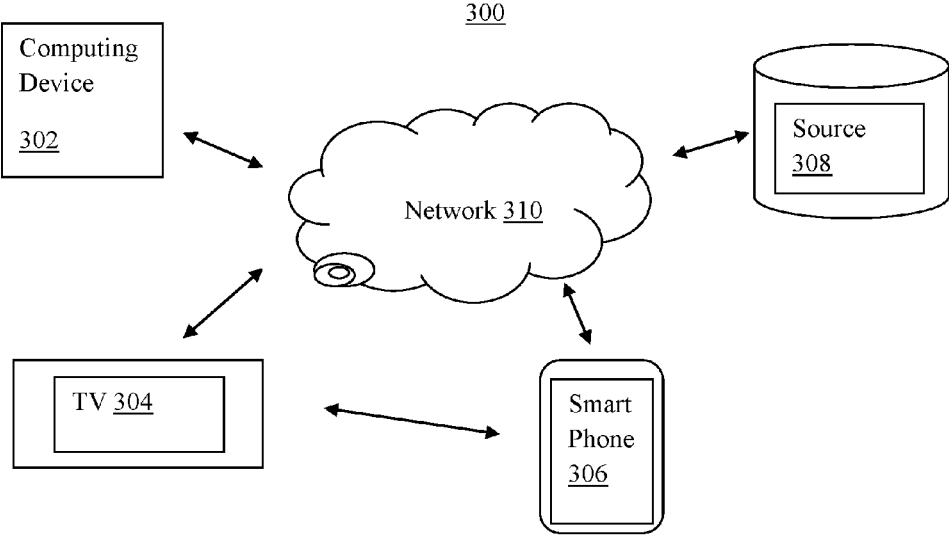 300
Computing
Device
302
Source
308
Network 310
TV 304
Smart
Phone
306